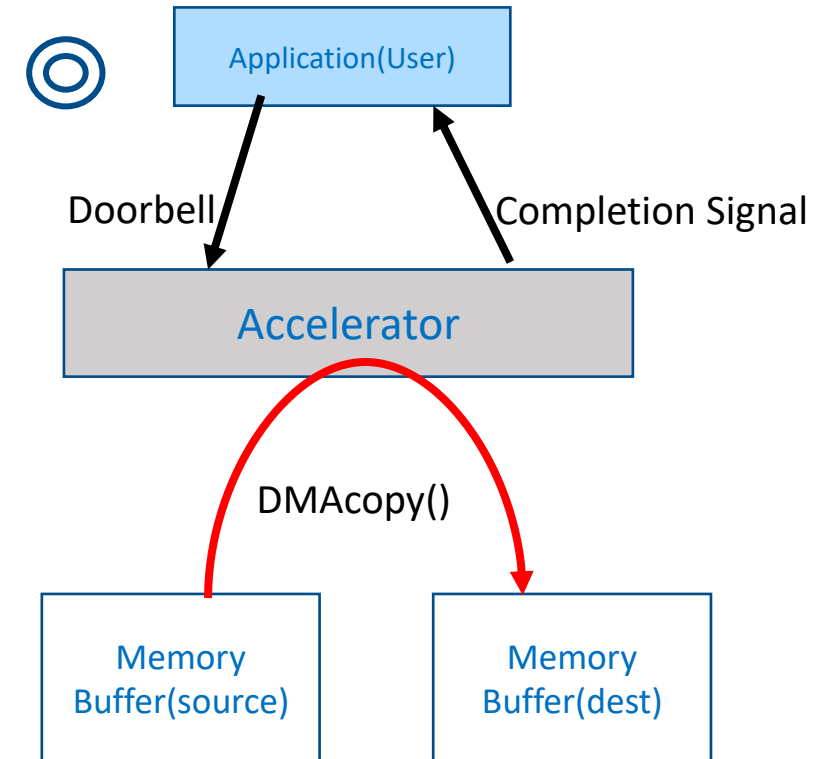 Application(User)
Doorbell
Completion Signal
Accelerator
DMAcopy()
Memory
Buffer(source)
Memory
Buffer(dest)